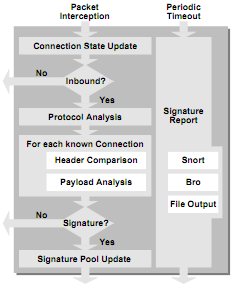 Packet
Interception
Periodic
Timeout
Connection State Update
No
Inbound?
Yes
Protocol Analysis
For each known Connection
Header Comparison
Payload Analysis
No
Signature?
Yes
Signature Pool Update
Signature
Report
Snort
Bro
File Output